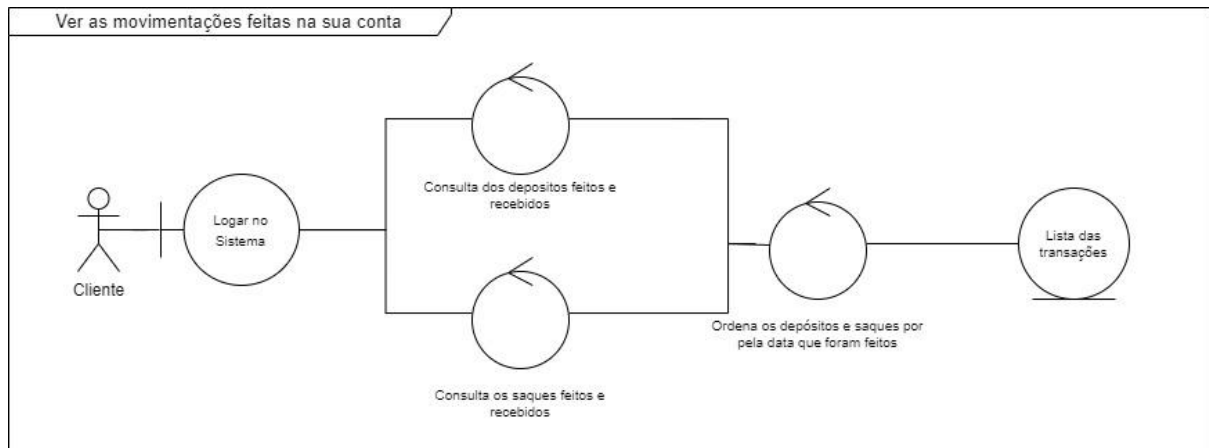 Ver as movimentações feitas na sua conta
Consulta dos depositos feitos e
recebidos
Logar no
Sistema
Cliente
Lista das
transações
Ordena os depósitos e saques por
pela data que foram feitos
Consulta os saques feitos e
recebidos